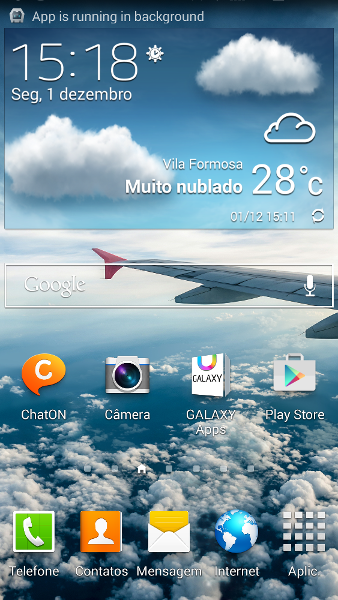 App is running in background
15:18
Seg, 1 dezembro
Vila Formosa
Muito nublado 28°C
01/12 15:11
Google
GALAXY
ChatON
Câmera
GALAXY Apps
Play Store
Telefone
Contatos
Mensagem
Internet
Aplic.